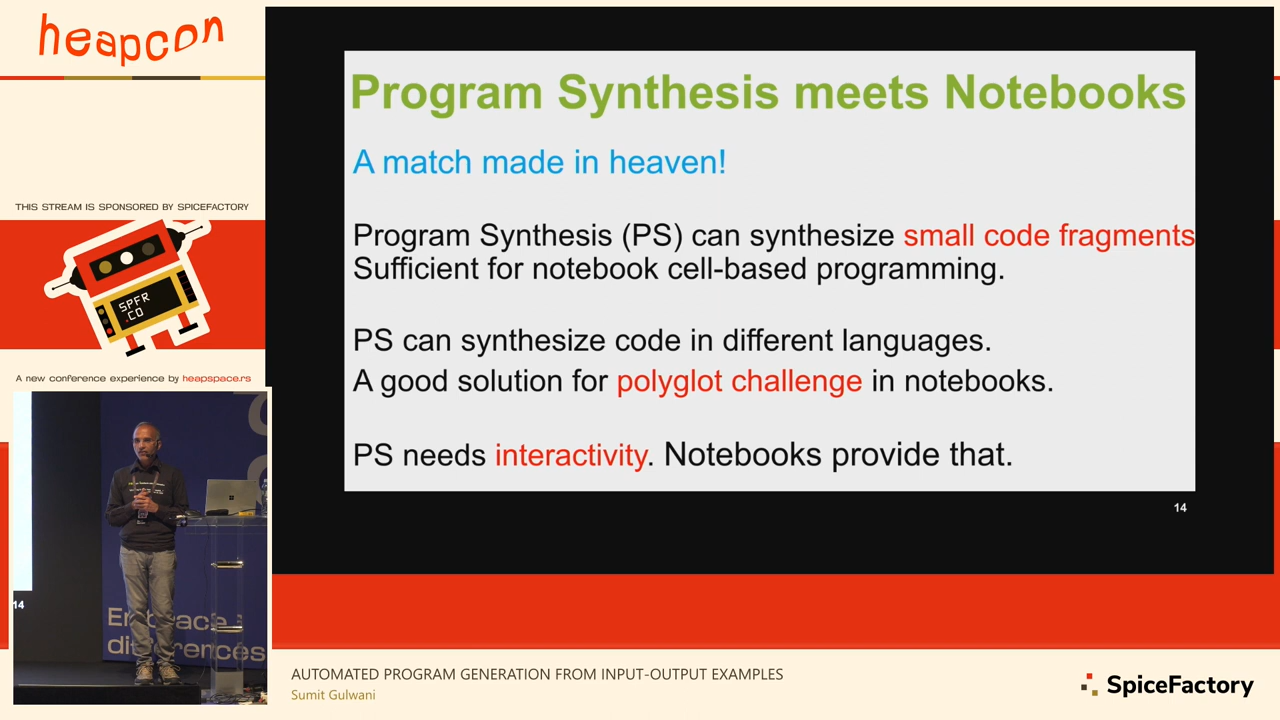 heapcon
THIS STREAM IS SPONSORED BY SPICEFACTORY
SPFR
.CO
A new conference experience by heapspace.rs
Program Synthesis meets Notebooks
A match made in heaven!
Program Synthesis (PS) can synthesize small code fragments
Sufficient for notebook cell-based programming.
PS can synthesize code in different languages.
A good solution for polyglot challenge in notebooks.
PS needs interactivity. Notebooks provide that.
14
14
Embrace
differences
AUTOMATED PROGRAM GENERATION FROM INPUT-OUTPUT EXAMPLES
Sumit Gulwani
SpiceFactory